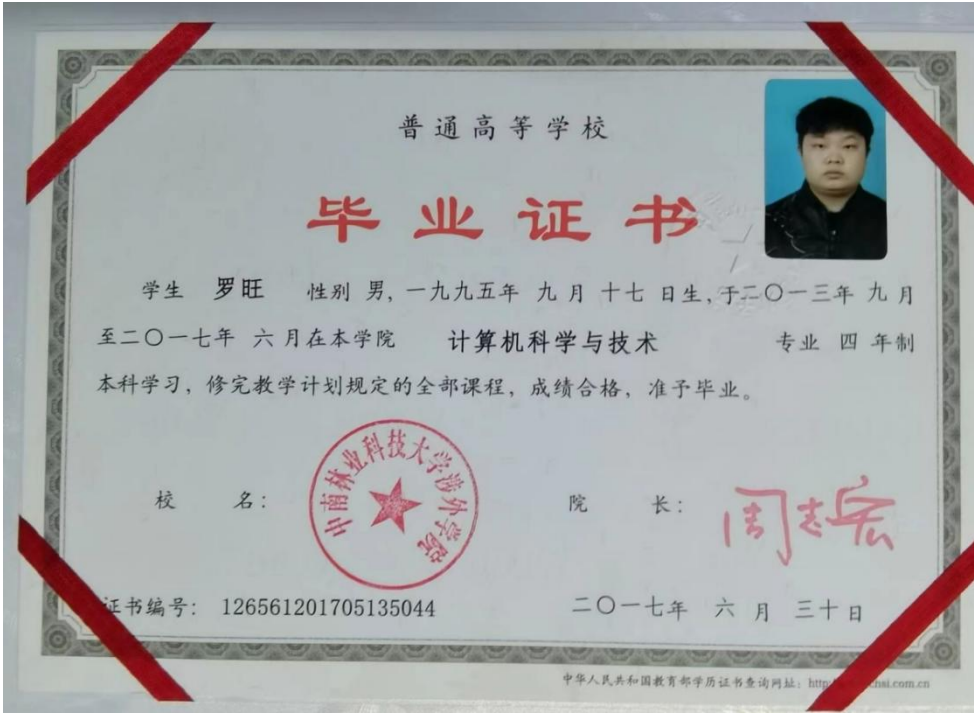 普通高等学校
毕业证书
学生 罗旺 性别 男, 一九九五年 九 月 十七 日生, 于二〇一三年 九 月
至二〇一七年 六 月在本学院 计算机科学与技术 专业 四 年制
本科学习, 修完教学计划规定的全部课程, 成绩合格, 准予毕业。
中南林业科技大学涉外学院
校 名: 院 长: 周志宏
证书编号: 126561201705135044 二〇一七年 六 月 三十 日
中华人民共和国教育部学历证书查询网址: http chsi.com.cn